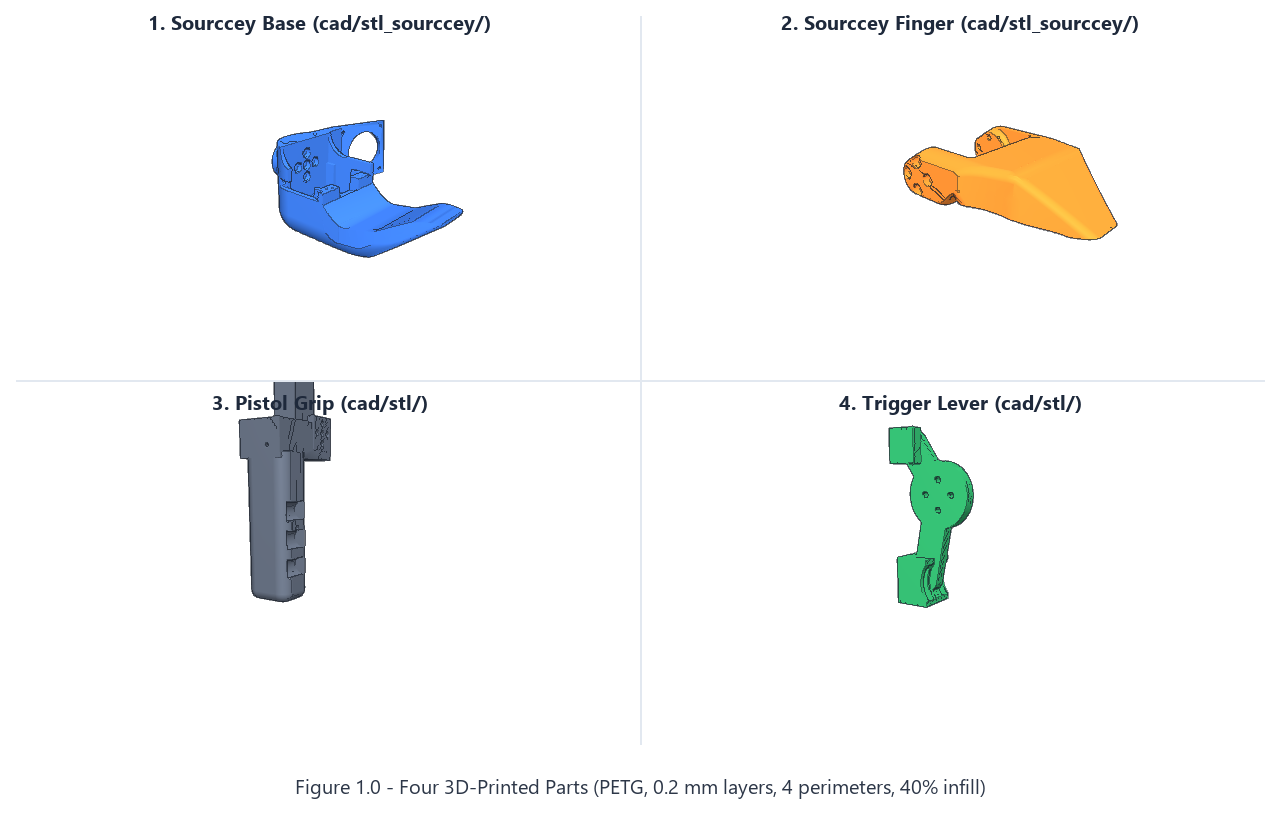 1. Sourccey Base (cad/stl_sourccey/)
2. Sourccey Finger (cad/stl_sourccey/)
3. Pistol Grip (cad/stl/)
4. Trigger Lever (cad/stl/)
Figure 1.0 - Four 3D-Printed Parts (PETG, 0.2 mm layers, 4 perimeters, 40% infill)